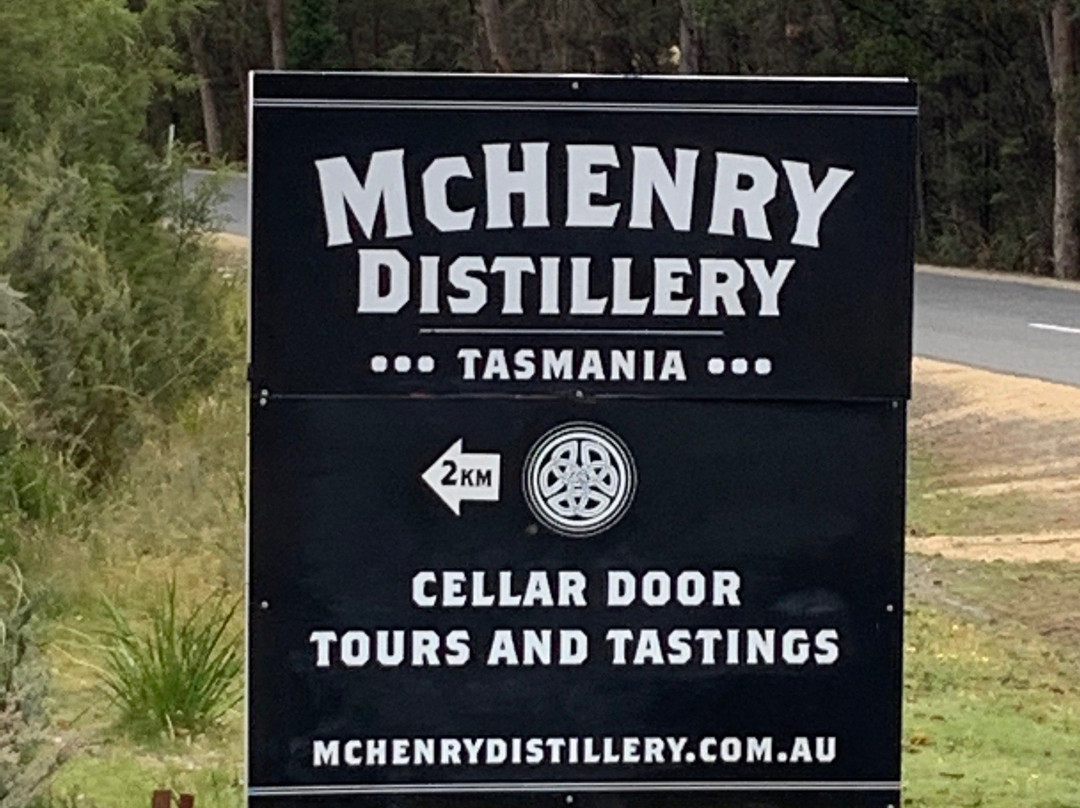 McHENRY
DISTILLERY
••• TASMANIA •••
2KM
CELLAR DOOR
TOURS AND TASTINGS
MCHENRYDISTILLERY.COM.AU